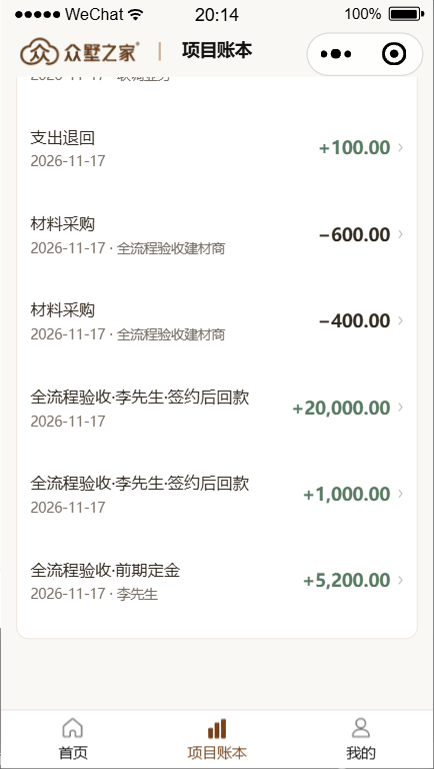 WeChat 20:14 100%
众墅之家 | 项目账本
支出退回
2026-11-17
+100.00
材料采购
2026-11-17 · 全流程验收建材商
−600.00
材料采购
2026-11-17 · 全流程验收建材商
−400.00
全流程验收·李先生·签约后回款
2026-11-17
+20,000.00
全流程验收·李先生·签约后回款
2026-11-17
+1,000.00
全流程验收·前期定金
2026-11-17 · 李先生
+5,200.00
首页
项目账本
我的